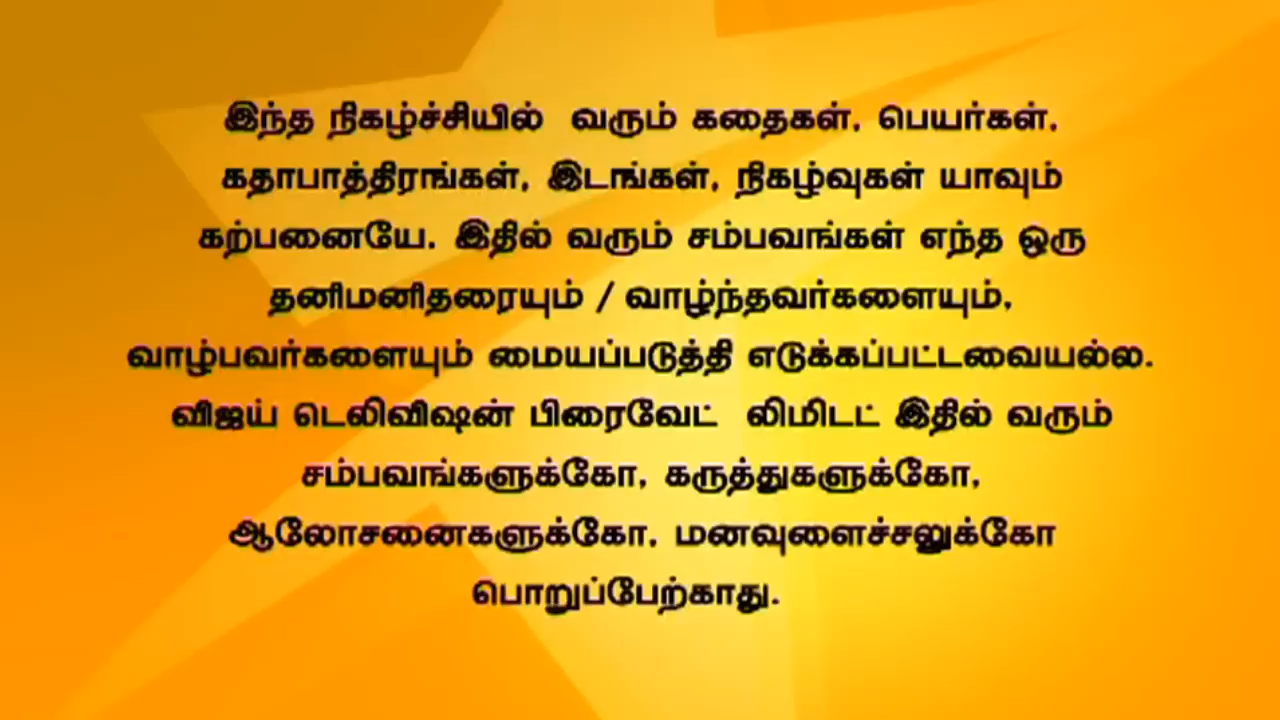 இந்த நிகழ்ச்சியில் வரும் கதைகள், பெயர்கள்,
கதாபாத்திரங்கள், இடங்கள், நிகழ்வுகள் யாவும்
கற்பனையே. இதில் வரும் சம்பவங்கள் எந்த ஒரு
தனிமனிதரையும் / வாழ்ந்தவர்களையும்,
வாழ்பவர்களையும் மையப்படுத்தி எடுக்கப்பட்டவையல்ல.
விஜய் டெலிவிஷன் பிரைவேட் லிமிடட் இதில் வரும்
சம்பவங்களுக்கோ, கருத்துகளுக்கோ,
ஆலோசனைகளுக்கோ, மனவுளைச்சலுக்கோ
பொறுப்பேற்காது.